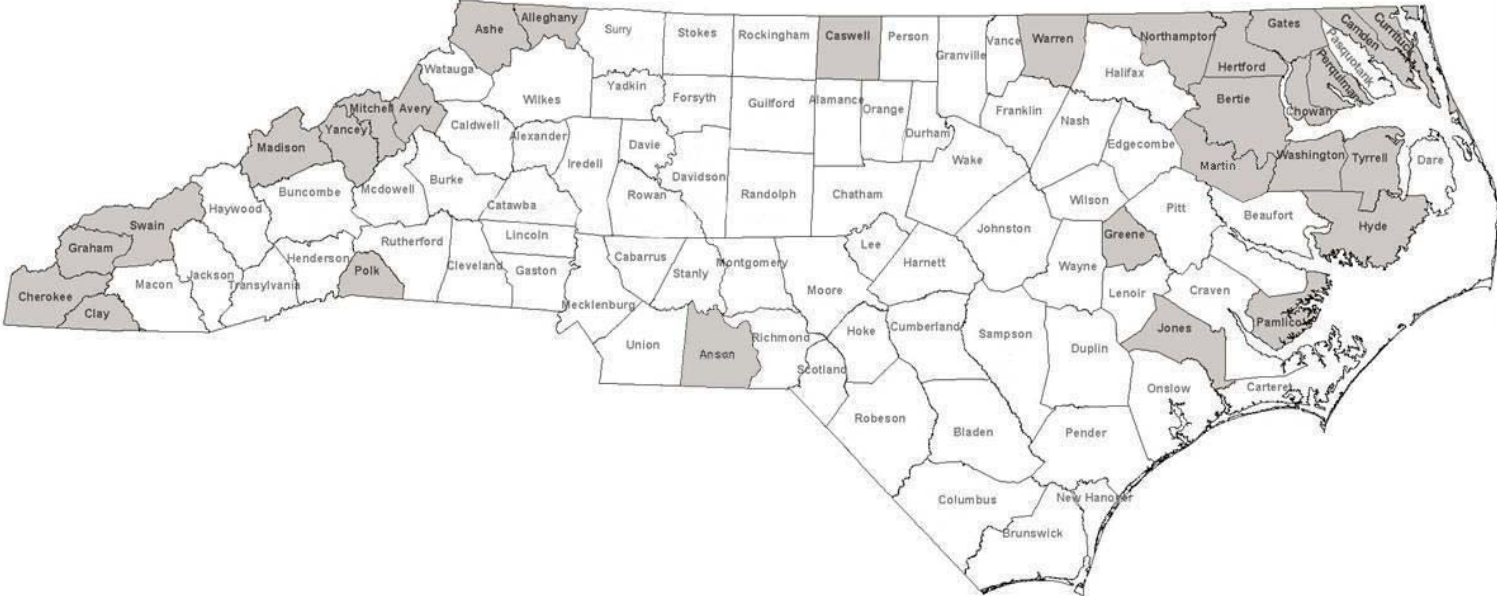 Ashe
Alleghany
Surry
Stokes
Rockingham
Caswell
Person
Granville
Vance
Warren
Northampton
Gates
Camden
Currituck
Pasquotank
Perquimans
Hertford
Halifax
Watauga
Wilkes
Yadkin
Forsyth
Guilford
Alamance
Orange
Durham
Franklin
Nash
Bertie
Chowan
Mitchell
Avery
Yancey
Caldwell
Alexander
Iredell
Davie
Davidson
Wake
Edgecombe
Martin
Washington
Tyrrell
Dare
Madison
Buncombe
Mcdowell
Burke
Catawba
Rowan
Randolph
Chatham
Wilson
Pitt
Beaufort
Hyde
Haywood
Swain
Graham
Rutherford
Lincoln
Cabarrus
Stanly
Montgomery
Moore
Lee
Harnett
Johnston
Greene
Wayne
Cherokee
Clay
Macon
Jackson
Transylvania
Henderson
Polk
Cleveland
Gaston
Mecklenburg
Lenoir
Craven
Pamlico
Jones
Union
Anson
Richmond
Scotland
Hoke
Cumberland
Sampson
Duplin
Onslow
Carteret
Robeson
Bladen
Pender
Columbus
New Hanover
Brunswick